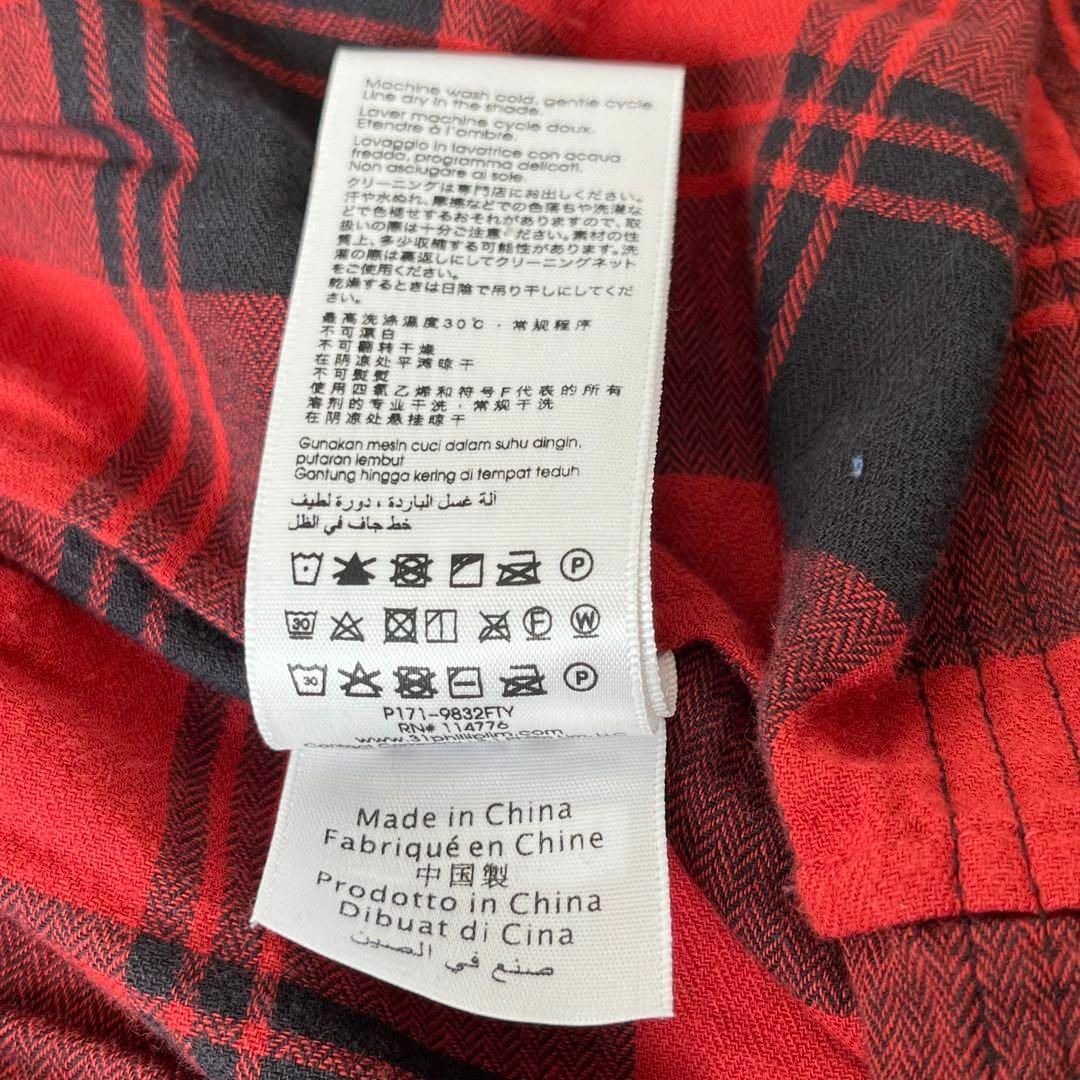 Machine wash cold, gentle cycle
Line dry in the shade.
Laver machine cycle doux.
Etendre à l'ombre.
Lavaggio in lavatrice con acqua
fredda, programma delicati.
Non asciugare al sole
クリーニングは専門店にお出しください。
汗や水ぬれ、摩擦などでの色落ちや洗濯な
どで色褪せするおそれがありますので、取
扱いの際は十分ご注意ください。素材の性
質上、多少収縮する可能性があります。洗
濯の際は裏返しにしてクリーニングネット
をご使用ください。
乾燥するときは日陰で吊り干しにしてくだ
さい。
最高洗涤温度30℃，常规程序
不可漂白
不可翻转干燥
在阴凉处平滩晾干
不可熨熨
使用四氯乙烯和符号F代表的所有
溶剂的专业干洗，常规干洗
在阴凉处悬挂晾干
Gunakan mesin cuci dalam suhu dingin,
putaran lembut
Gantung hingga kering di tempat teduh
آلة غسل الباردة ، دورة لطيف
خط جاف في الظل
P
30 F W
30 P
P171-9832FTY
RN# 114776
www.31philliplim.com
Contact
Made in China
Fabriqué en Chine
中国製
Prodotto in China
Dibuat di Cina
صنع في الصين